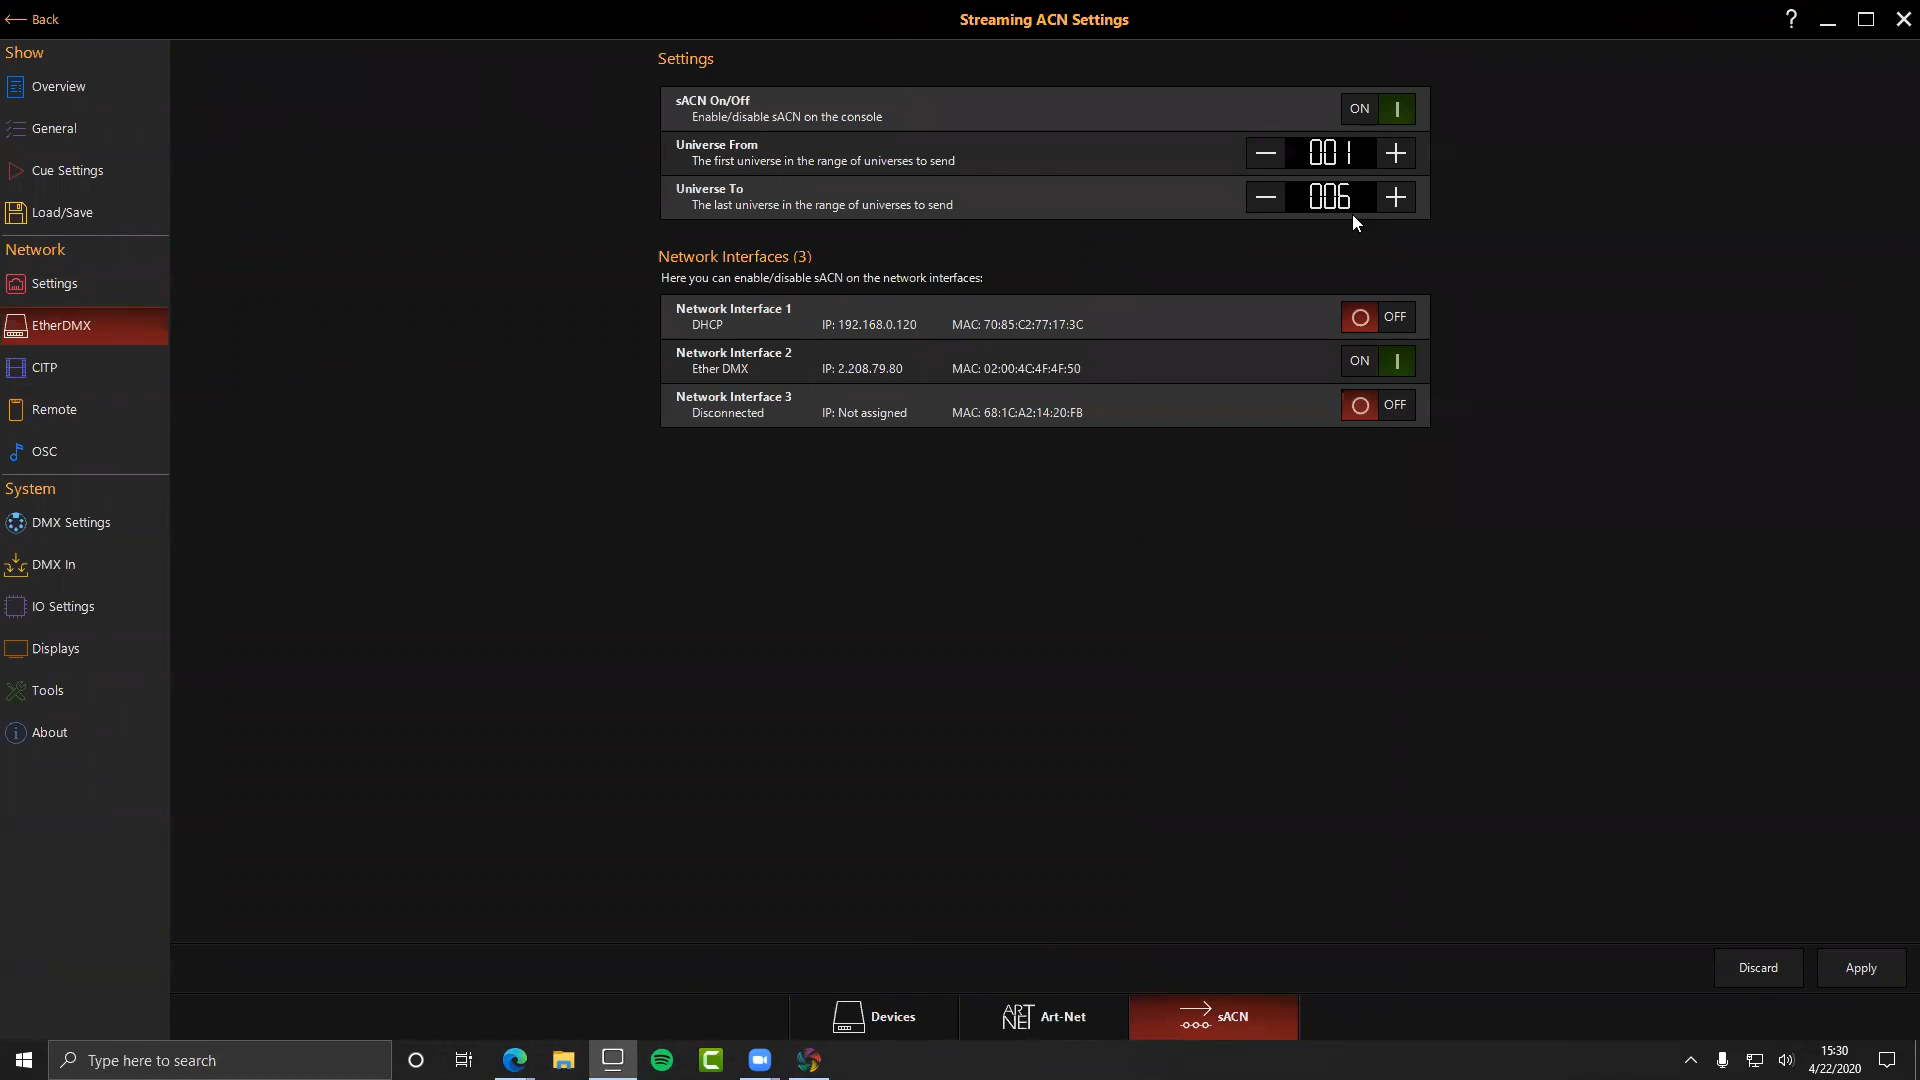 Back
Streaming ACN Settings
?
Show
Overview
General
Cue Settings
Load/Save
Network
Settings
EtherDMX
CITP
Remote
OSC
System
DMX Settings
DMX In
IO Settings
Displays
Tools
About
Settings
sACN On/Off
Enable/disable sACN on the console
ON
Universe From
The first universe in the range of universes to send
001
Universe To
The last universe in the range of universes to send
006
Network Interfaces (3)
Here you can enable/disable sACN on the network interfaces:
Network Interface 1
DHCP IP: 192.168.0.120 MAC: 70:85:C2:77:17:3C
OFF
Network Interface 2
Ether DMX IP: 2.208.79.80 MAC: 02:00:4C:4F:4F:50
ON
Network Interface 3
Disconnected IP: Not assigned MAC: 68:1C:A2:14:20:FB
OFF
Discard Apply
Devices
ART NET Art-Net
sACN
Type here to search
15:30
4/22/2020